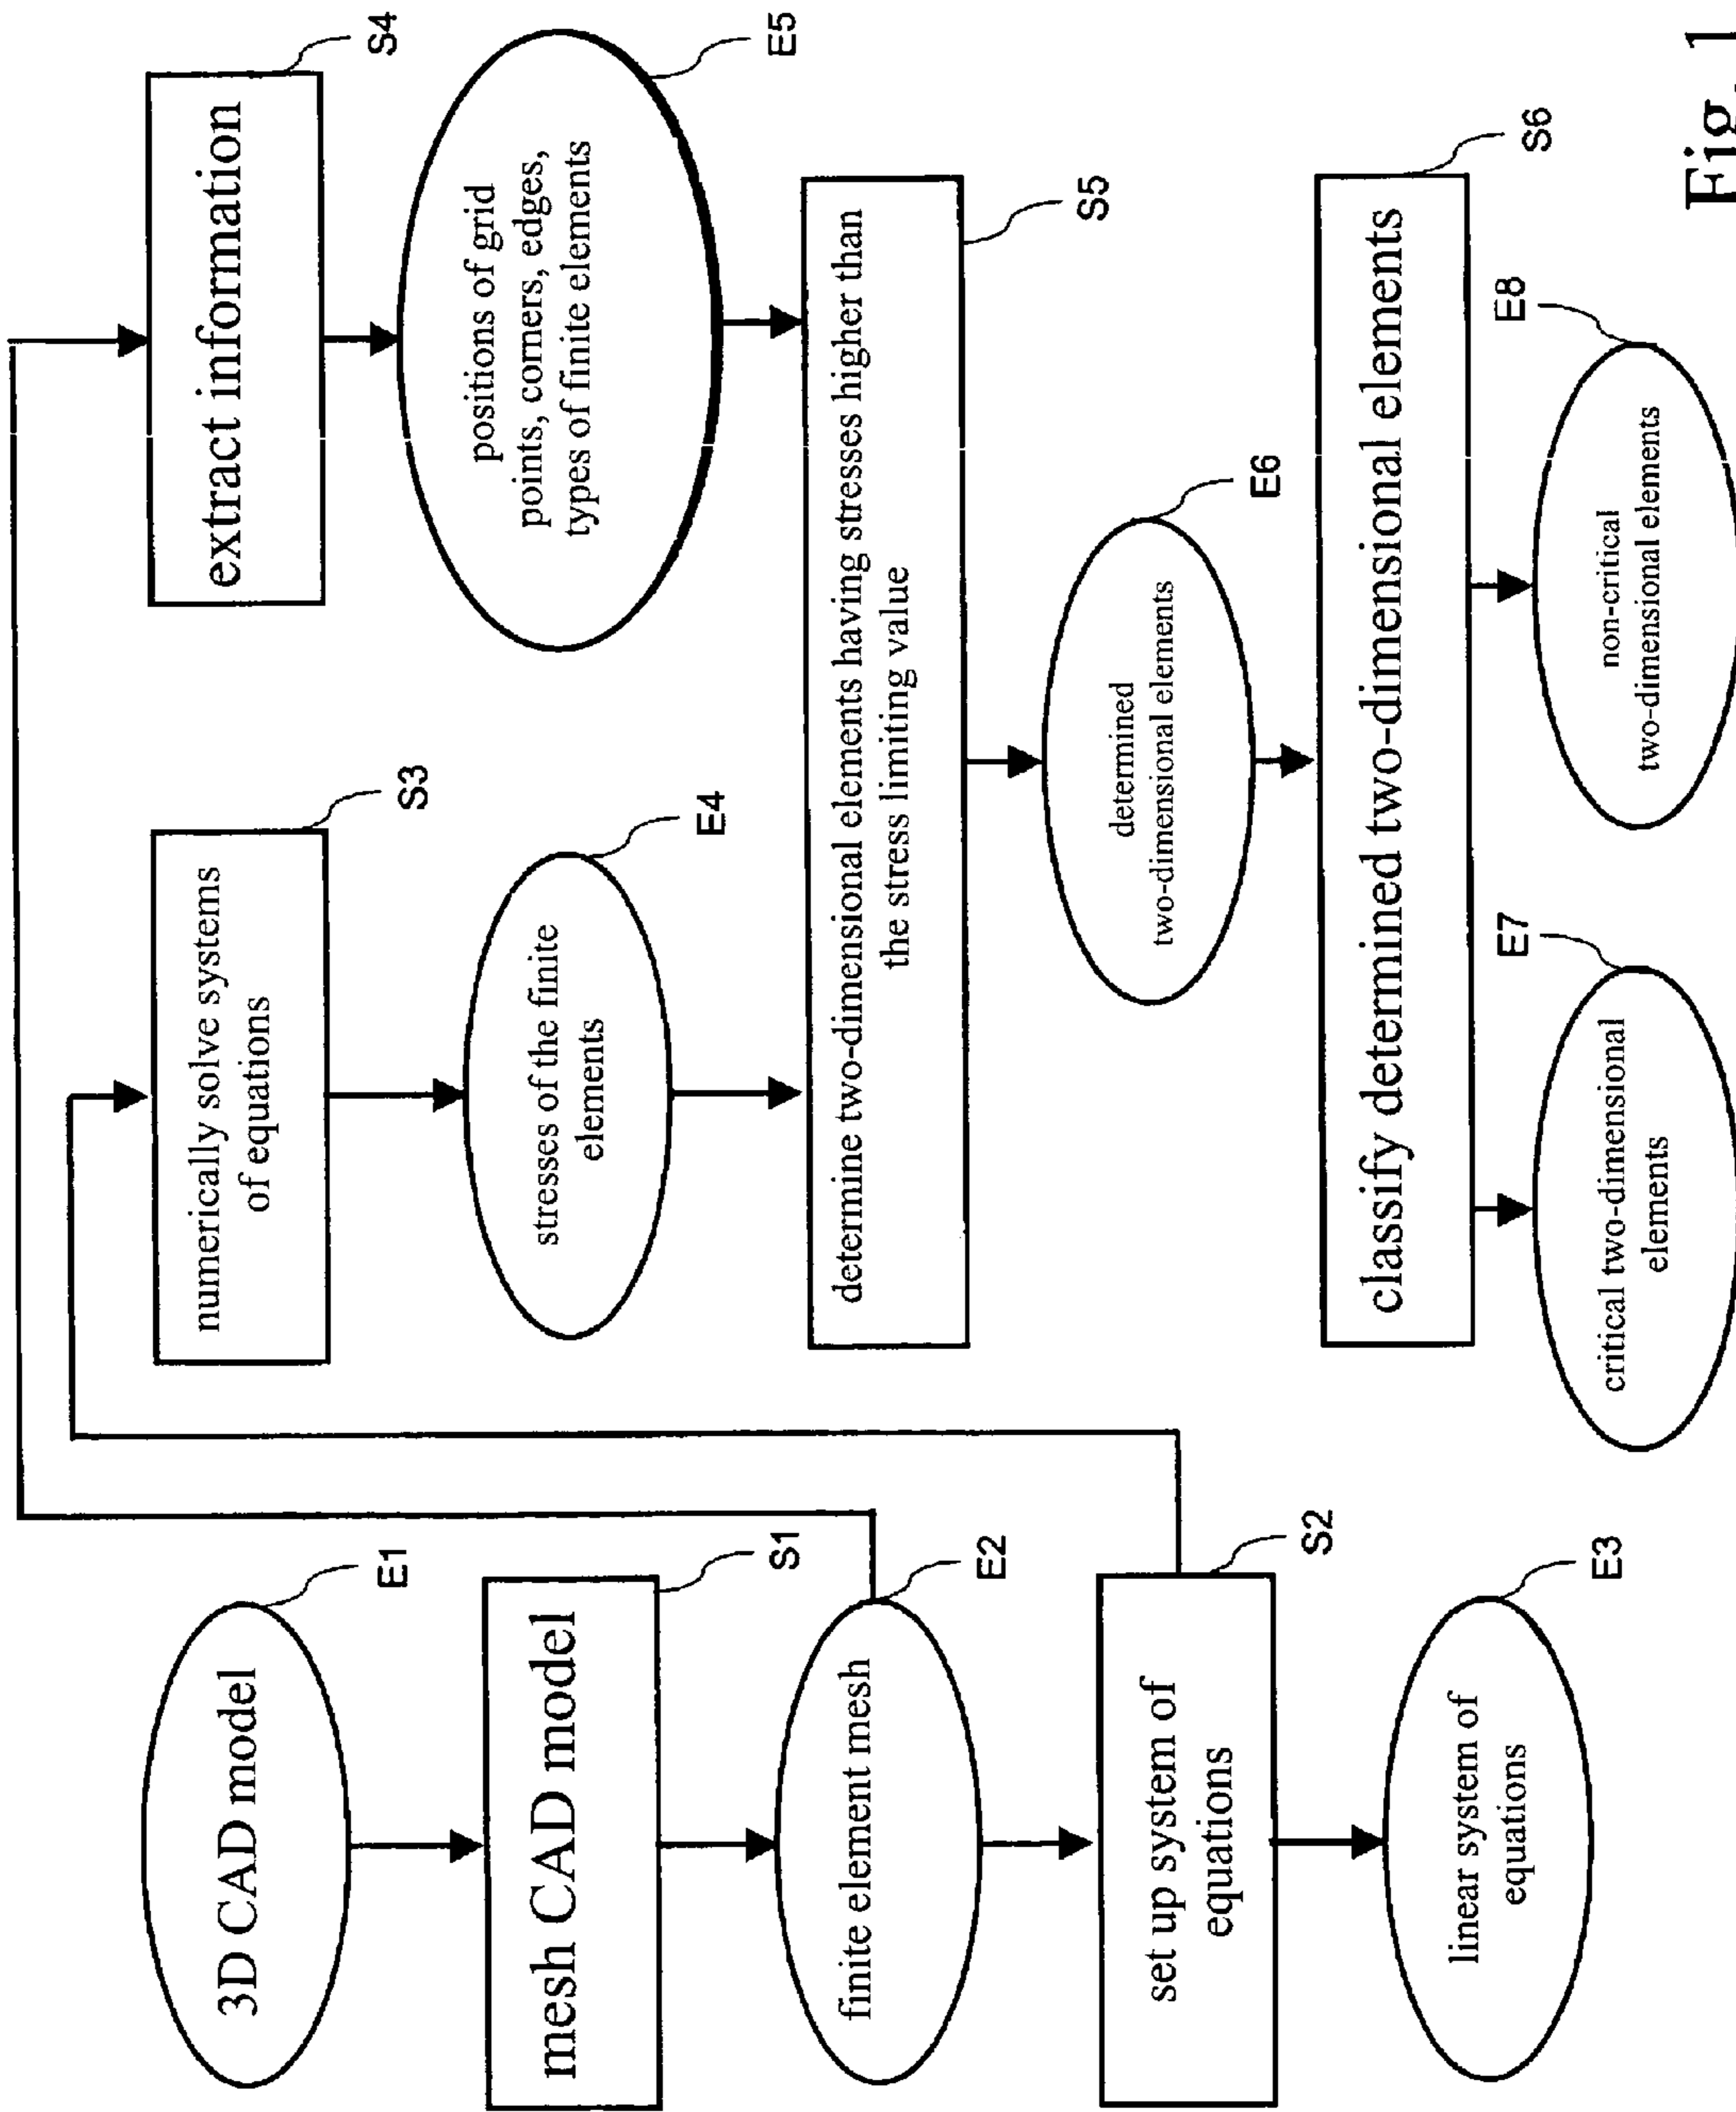 3D CAD model
E1
mesh CAD model
S1
finite element mesh
E2
set up system of
equations
S2
linear system of
equations
E3
numerically solve systems
of equations
S3
stresses of the finite
elements
E4
extract information
S4
positions of grid
points, corners, edges,
types of finite elements
E5
determine two-dimensional elements having stresses higher than
the stress limiting value
S5
determined
two-dimensional elements
E6
classify determined two-dimensional elements
S6
critical two-dimensional
elements
E7
non-critical
two-dimensional elements
E8
Fig. 1